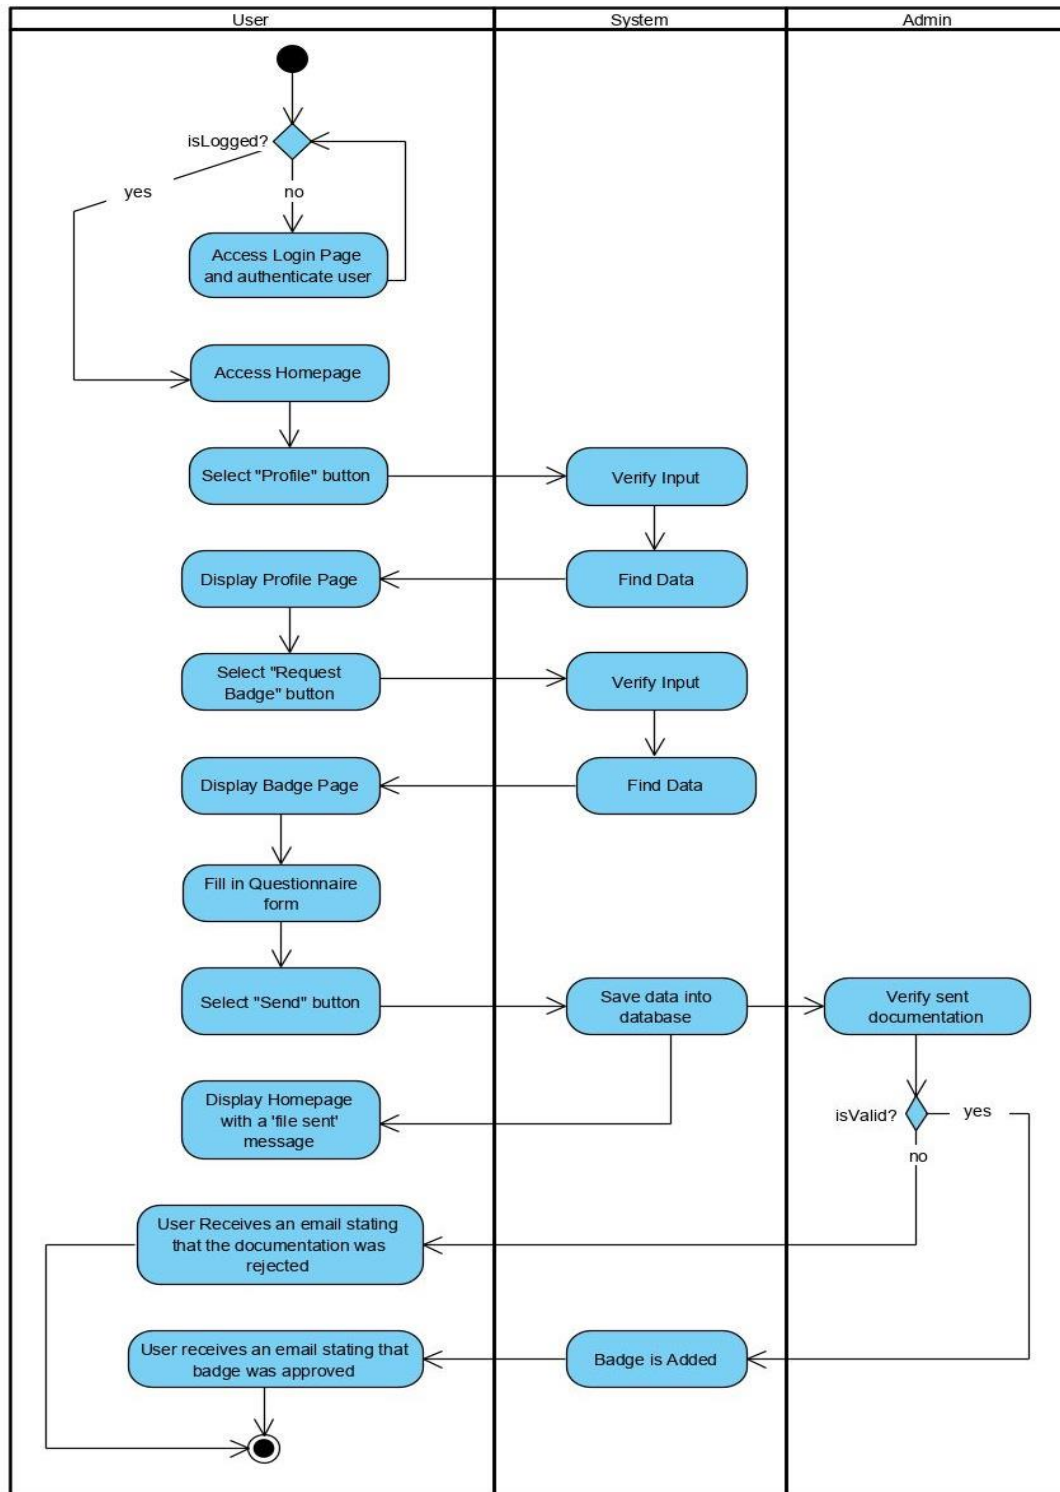 User
System
Admin
isLogged?
yes
no
Access Login Page
and authenticate user
Access Homepage
Select "Profile" button
Verify Input
Display Profile Page
Find Data
Select "Request
Badge" button
Verify Input
Display Badge Page
Find Data
Fill in Questionnaire
form
Select "Send" button
Save data into
database
Verify sent
documentation
Display Homepage
with a 'file sent'
message
isValid?
yes
no
User Receives an email stating
that the documentation was
rejected
User receives an email stating that
badge was approved
Badge is Added